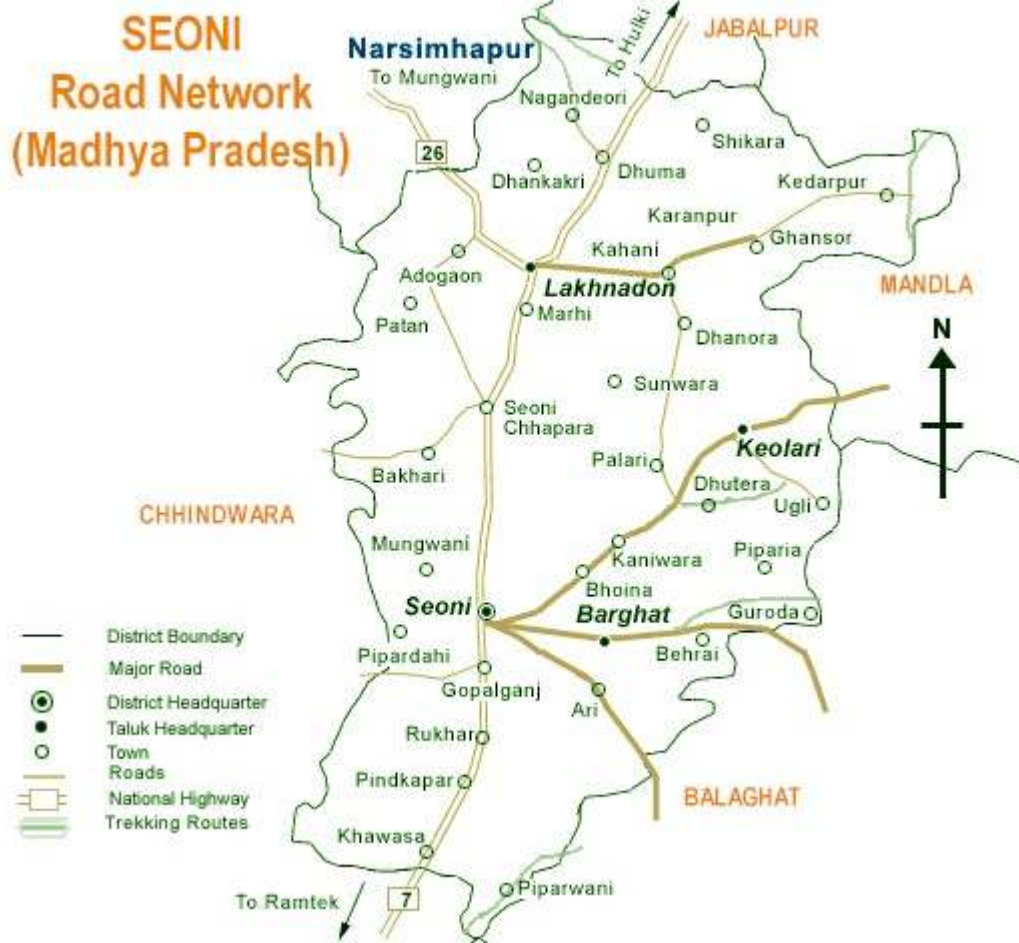 SEONI
Road Network
(Madhya Pradesh)
Narsimhapur
To Mungwani
To Hulki
JABALPUR
Nagandeori
26
Shikara
Dhankakri
Dhuma
Kedarpur
Karanpur
Kahani
Ghansor
Adogaon
Lakhnadon
MANDLA
Patan
Marhi
Dhanora
N
Sunwara
Seoni
Chhapara
Keolari
Bakhari
Palari
Dhutera
Ugli
CHHINDWARA
Mungwani
Kaniwara
Piparia
Bhoina
Seoni
Barghat
Guroda
Behrai
Pipardahi
Gopalganj
Ari
Rukhar
Pindkapar
BALAGHAT
Khawasa
Piparwani
7
To Ramtek
District Boundary
Major Road
District Headquarter
Taluk Headquarter
Town
Roads
National Highway
Trekking Routes